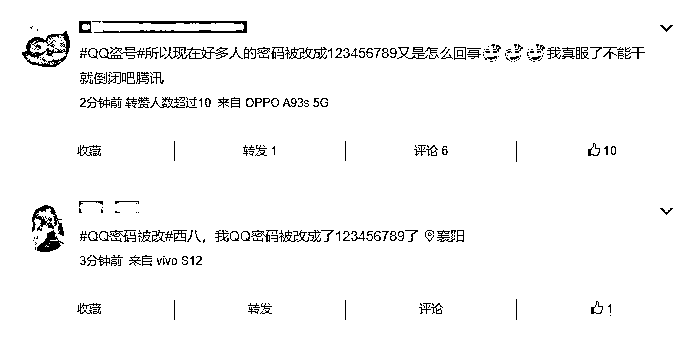 #QQ盗号#所以现在好多人的密码被改成123456789又是怎么回事我真服了不能干
就倒闭吧腾讯
2分钟前 转赞人数超过10 来自 OPPO A93s 5G
收藏 转发 1 评论 6 10
#QQ密码被改#西八，我QQ密码被改成了123456789了 襄阳
3分钟前 来自 vivo S12
收藏 转发 评论 1